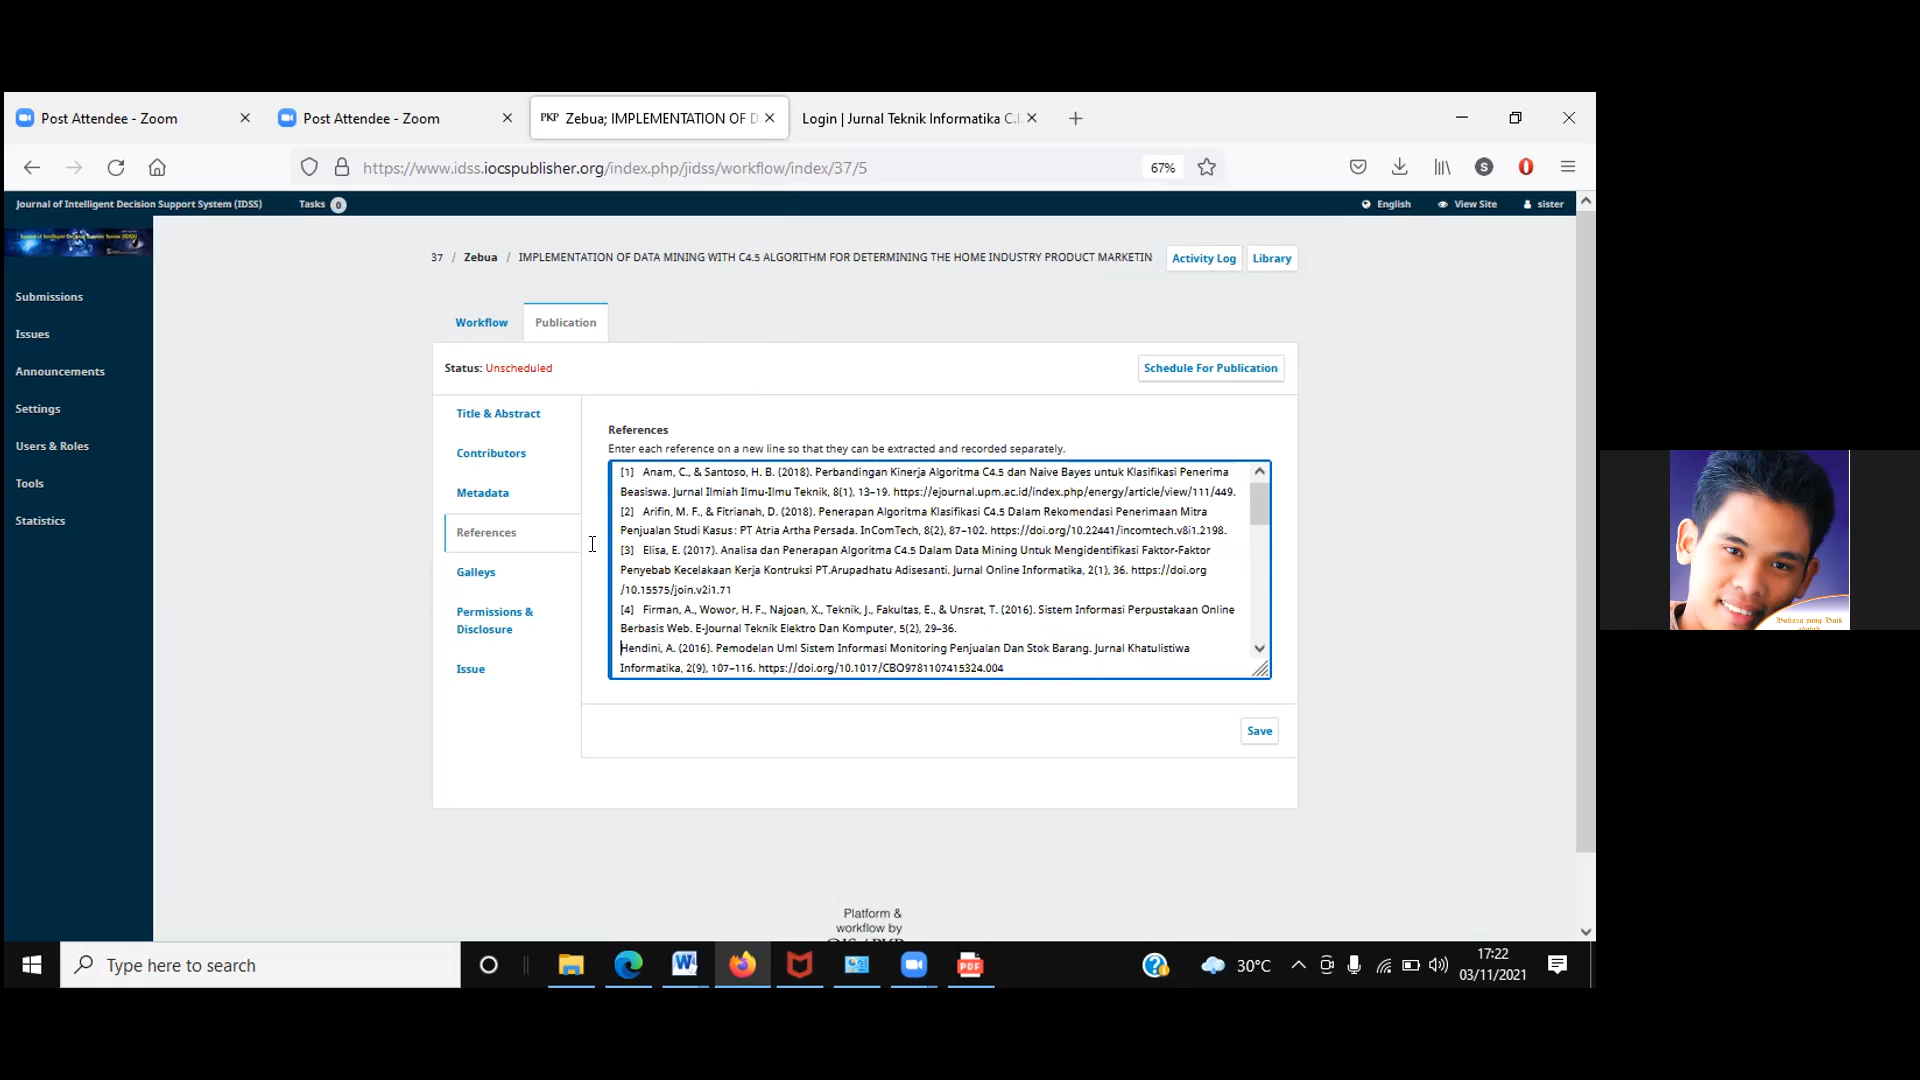 Post Attendee - Zoom
Post Attendee - Zoom
PKP Zebua; IMPLEMENTATION OF D
Login | Jurnal Teknik Informatika C.I
https://www.idss.iocspublisher.org/index.php/jidss/workflow/index/37/5
67%
S
Journal of Intelligent Decision Support System (IDSS)
Tasks 0
English
View Site
sister
Submissions
Issues
Announcements
Settings
Users & Roles
Tools
Statistics
37 / Zebua / IMPLEMENTATION OF DATA MINING WITH C4.5 ALGORITHM FOR DETERMINING THE HOME INDUSTRY PRODUCT MARKETIN
Activity Log
Library
Workflow
Publication
Status: Unscheduled
Schedule For Publication
Title & Abstract
Contributors
Metadata
References
Galleys
Permissions &
Disclosure
Issue
References
Enter each reference on a new line so that they can be extracted and recorded separately.
[1] Anam, C., & Santoso, H. B. (2018). Perbandingan Kinerja Algoritma C4.5 dan Naive Bayes untuk Klasifikasi Penerima
Beasiswa. Jurnal Ilmiah Ilmu-Ilmu Teknik, 8(1), 13–19. https://ejournal.upm.ac.id/index.php/energy/article/view/111/449.
[2] Arifin, M. F., & Fitrianah, D. (2018). Penerapan Algoritma Klasifikasi C4.5 Dalam Rekomendasi Penerimaan Mitra
Penjualan Studi Kasus : PT Atria Artha Persada. InComTech, 8(2), 87–102. https://doi.org/10.22441/incomtech.v8i1.2198.
[3] Elisa, E. (2017). Analisa dan Penerapan Algoritma C4.5 Dalam Data Mining Untuk Mengidentifikasi Faktor-Faktor
Penyebab Kecelakaan Kerja Kontruksi PT.Arupadhatu Adisesanti. Jurnal Online Informatika, 2(1), 36. https://doi.org
/10.15575/join.v2i1.71
[4] Firman, A., Wowor, H. F., Najoan, X., Teknik, J., Fakultas, E., & Unsrat, T. (2016). Sistem Informasi Perpustakaan Online
Berbasis Web. E-Journal Teknik Elektro Dan Komputer, 5(2), 29–36.
Hendini, A. (2016). Pemodelan Uml Sistem Informasi Monitoring Penjualan Dan Stok Barang. Jurnal Khatulistiwa
Informatika, 2(9), 107–116. https://doi.org/10.1017/CBO9781107415324.004
Save
Platform &
workflow by
OJS / PKP
Type here to search
PDF
30°C
17:22
03/11/2021
Bahasa yang Baik